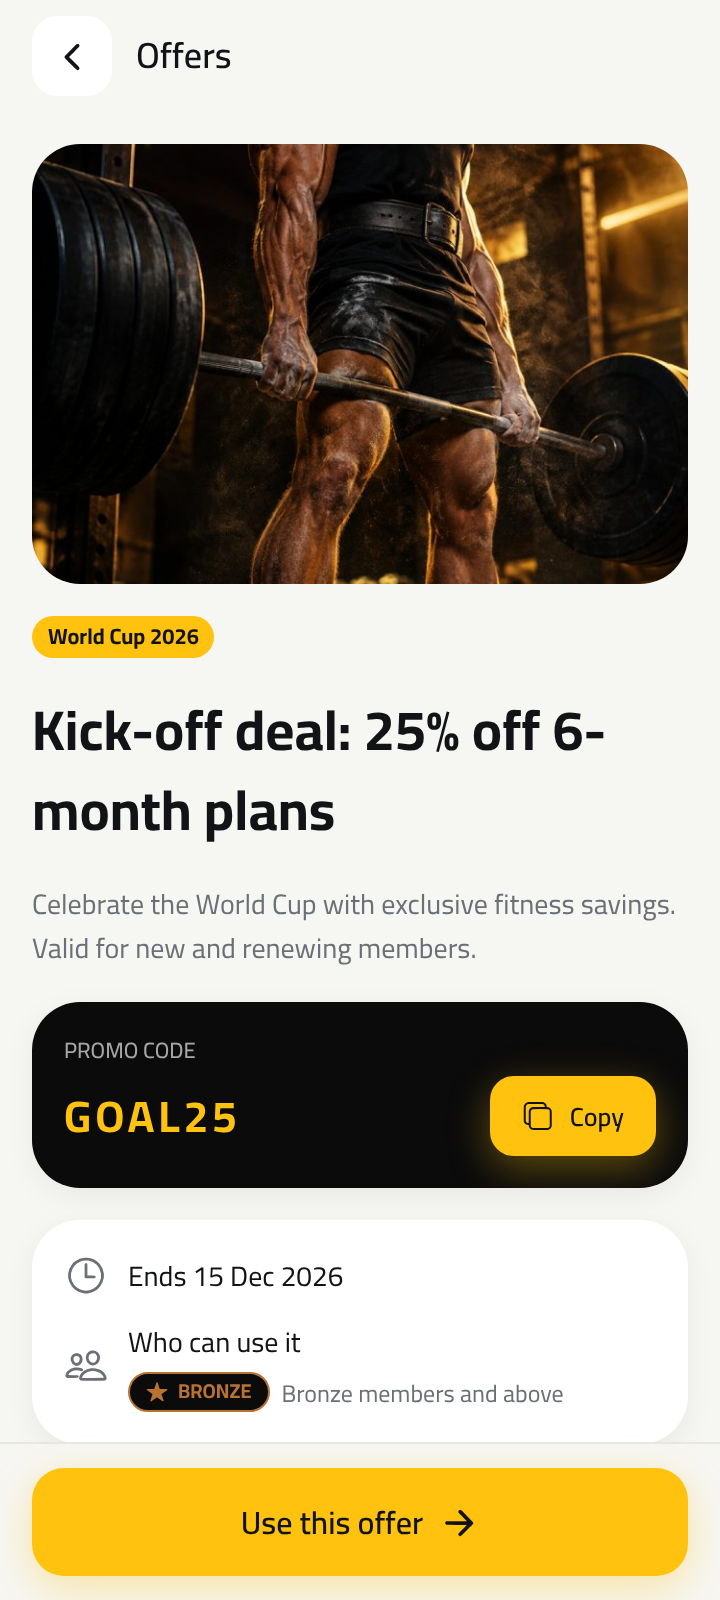 Offers
World Cup 2026
Kick-off deal: 25% off 6-
month plans
Celebrate the World Cup with exclusive fitness savings.
Valid for new and renewing members.
PROMO CODE
GOAL25
Copy
Ends 15 Dec 2026
Who can use it
BRONZE Bronze members and above
Use this offer